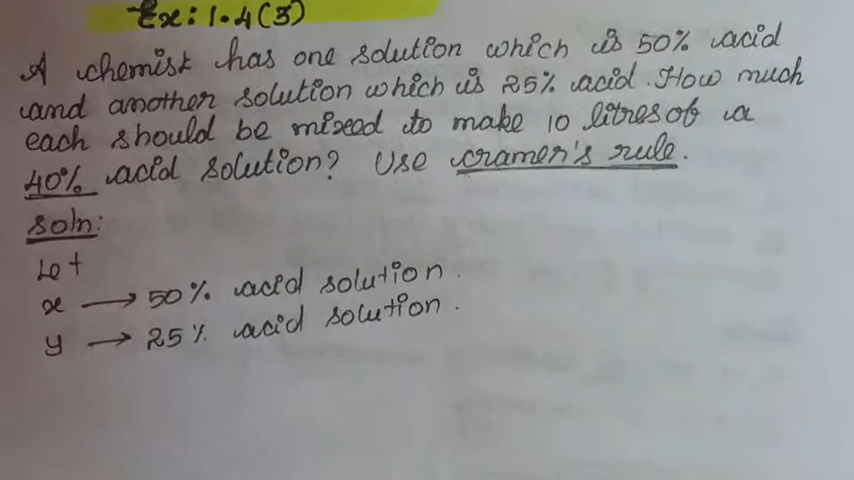 Ex: 1.4(3)
A chemist has one solution which is 50% acid
and another solution which is 25% acid. How much
each should be mixed to make 10 litres of a
40% acid solution? Use cramer's rule.
soln:
Let
x → 50% acid solution.
y → 25% acid solution.